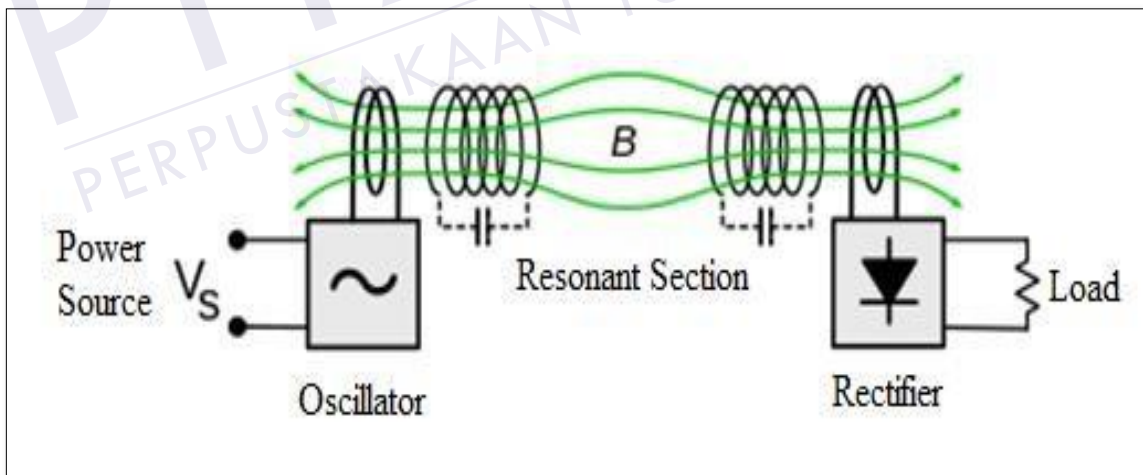 PERPUSTAKAAN
B
Power
Source
Vs
Resonant Section
Load
Oscillator
Rectifier